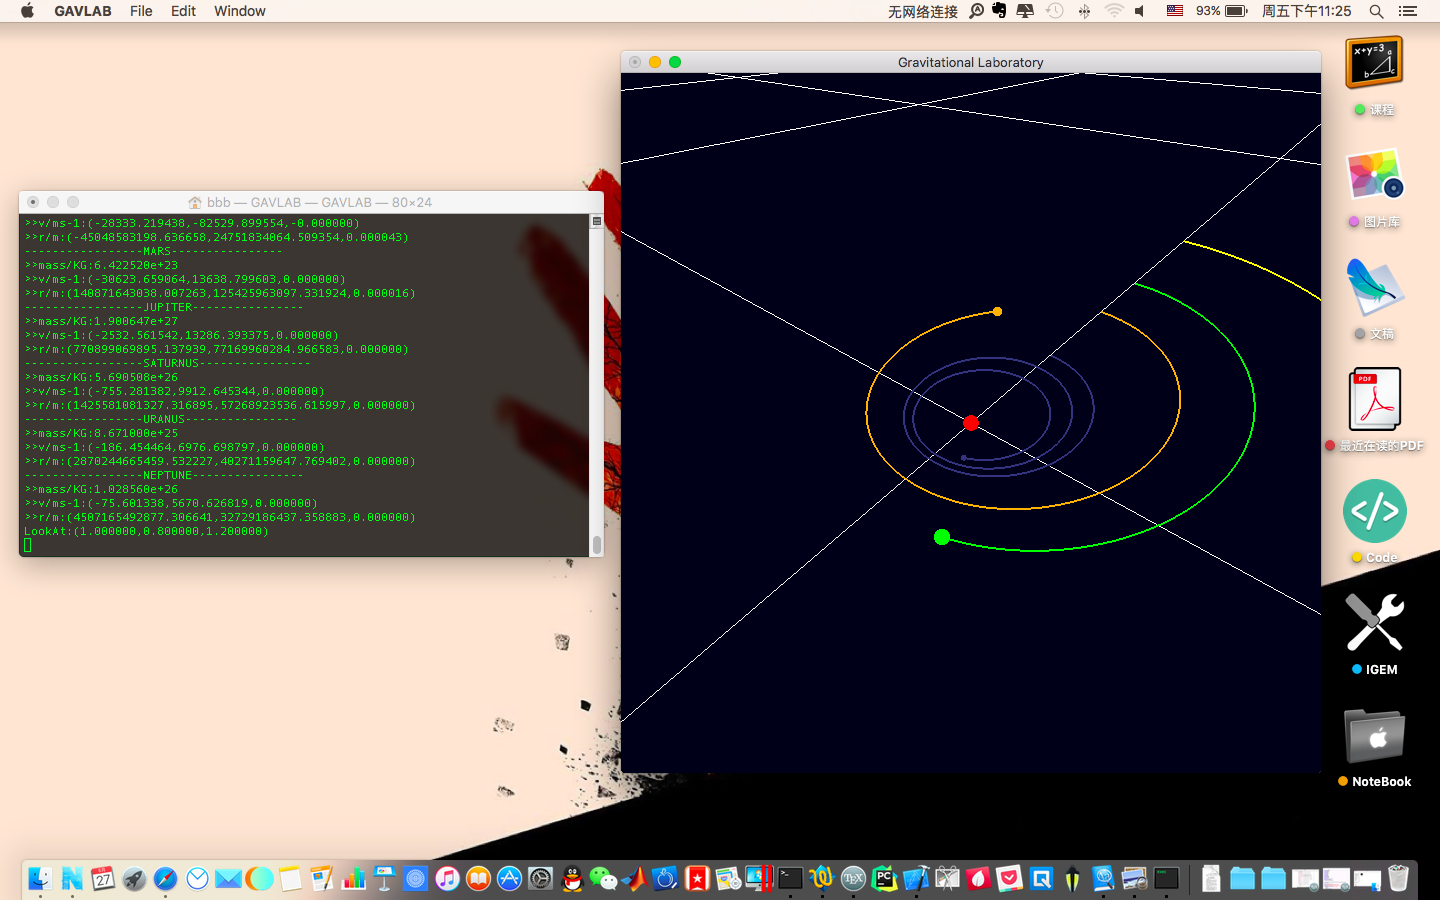 GAVLAB File Edit Window
无网络连接 93% 周五下午11:25
Gravitational Laboratory
bbb — GAVLAB — GAVLAB — 80×24
>>v/ms-1:(-28333.219438,-82529.899554,-0.000000)
>>r/m:(-45048583198.636658,24751834064.509354,0.000043)
-----------------MARS----------------
>>mass/KG:6.422520e+23
>>v/ms-1:(-30623.659064,13638.799603,0.000000)
>>r/m:(140871643038.007263,125425963097.331924,0.000016)
-----------------JUPITER----------------
>>mass/KG:1.900647e+27
>>v/ms-1:(-2532.561542,13286.393375,0.000000)
>>r/m:(770899069895.137939,77169960284.966583,0.000000)
-----------------SATURNUS----------------
>>mass/KG:5.690508e+26
>>v/ms-1:(-755.281382,9912.645344,0.000000)
>>r/m:(1425581081327.316895,57268923536.615997,0.000000)
-----------------URANUS----------------
>>mass/KG:8.671000e+25
>>v/ms-1:(-186.454464,6976.698797,0.000000)
>>r/m:(2870244665459.532227,40271159647.769402,0.000000)
-----------------NEPTUNE----------------
>>mass/KG:1.028560e+26
>>v/ms-1:(-75.601338,5670.626819,0.000000)
>>r/m:(4507165492877.306641,32729186437.358883,0.000000)
LookAt:(1.000000,0.800000,1.200000)
x+y=3
a
b
c
课程
图片库
文稿
PDF
最近在读的PDF
</>
Code
IGEM
NoteBook
27
TEX
PC